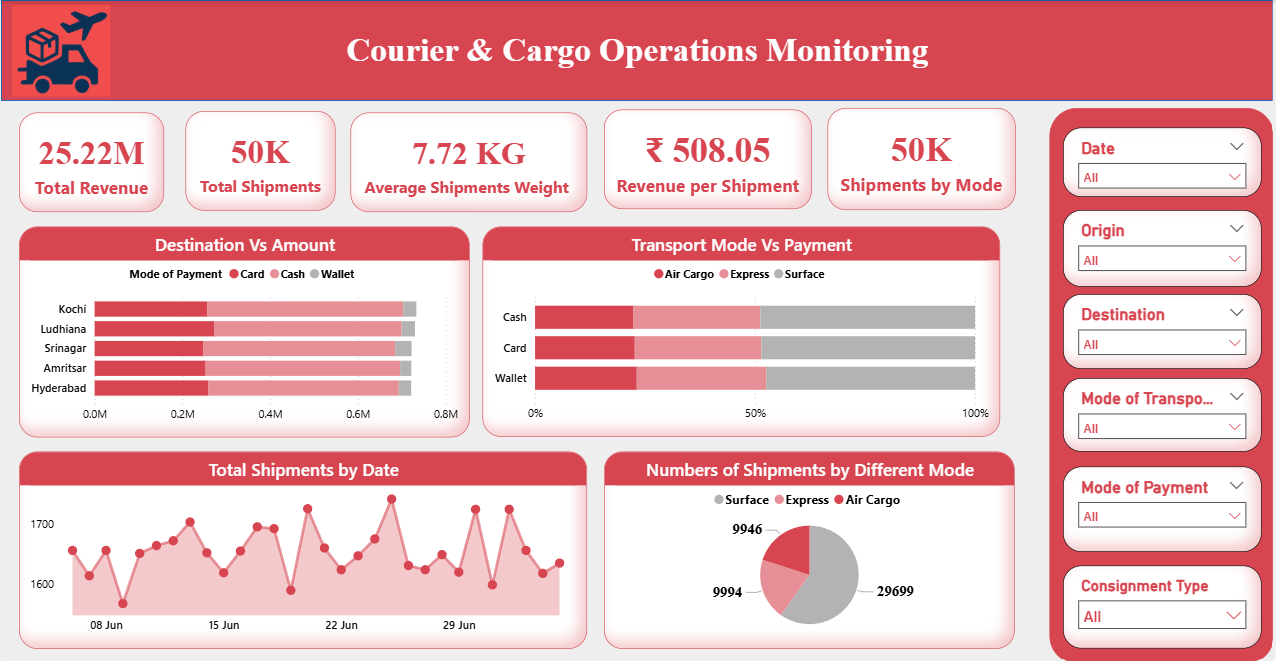 Courier & Cargo Operations Monitoring
25.22M
Total Revenue
50K
Total Shipments
7.72 KG
Average Shipments Weight
₹ 508.05
Revenue per Shipment
50K
Shipments by Mode
Destination Vs Amount
Mode of Payment Card Cash Wallet
Kochi
Ludhiana
Srinagar
Amritsar
Hyderabad
0.0M 0.2M 0.4M 0.6M 0.8M
Transport Mode Vs Payment
Air Cargo Express Surface
Cash
Card
Wallet
0% 50% 100%
Total Shipments by Date
1700
1600
08 Jun 15 Jun 22 Jun 29 Jun
Numbers of Shipments by Different Mode
Surface Express Air Cargo
9946
9994
29699
Date
All
Origin
All
Destination
All
Mode of Transpo...
All
Mode of Payment
All
Consignment Type
All